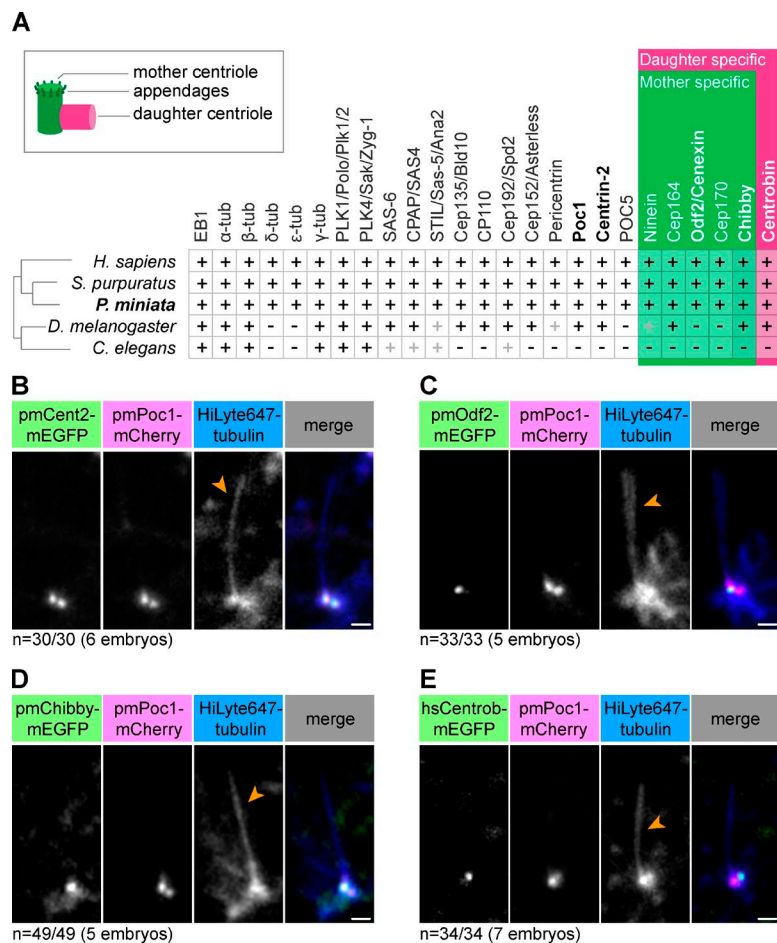 A
mother centriole
appendages
daughter centriole
Daughter specific
Mother specific
EB1
α-tub
β-tub
δ-tub
ε-tub
γ-tub
PLK1/Polo/Plk1/2
PLK4/Sak/Zyg-1
SAS-6
CPAP/SAS4
STIL/Sas-5/Ana2
Cep135/Bld10
CP110
Cep192/Spd2
Cep152/Asterless
Pericentrin
Poc1
Centrin-2
POC5
Ninein
Cep164
Odf2/Cenexin
Cep170
Chibby
Centrobin
H. sapiens + + + + + + + + + + + + + + + + + + + + + + + + +
S. purpuratus + + + + + + + + + + + + + + + + + + + + + + + + +
P. miniata + + + + + + + + + + + + + + + + + + + + + + + + +
D. melanogaster + + + - - + + + + + + + + + + + + + - + + - - + +
C. elegans + + + - - + + + + + + - - + - - - - - - - - - - -
B
pmCent2-mEGFP
pmPoc1-mCherry
HiLyte647-tubulin
merge
n=30/30 (6 embryos)
C
pmOdf2-mEGFP
pmPoc1-mCherry
HiLyte647-tubulin
merge
n=33/33 (5 embryos)
D
pmChibby-mEGFP
pmPoc1-mCherry
HiLyte647-tubulin
merge
n=49/49 (5 embryos)
E
hsCentrob-mEGFP
pmPoc1-mCherry
HiLyte647-tubulin
merge
n=34/34 (7 embryos)